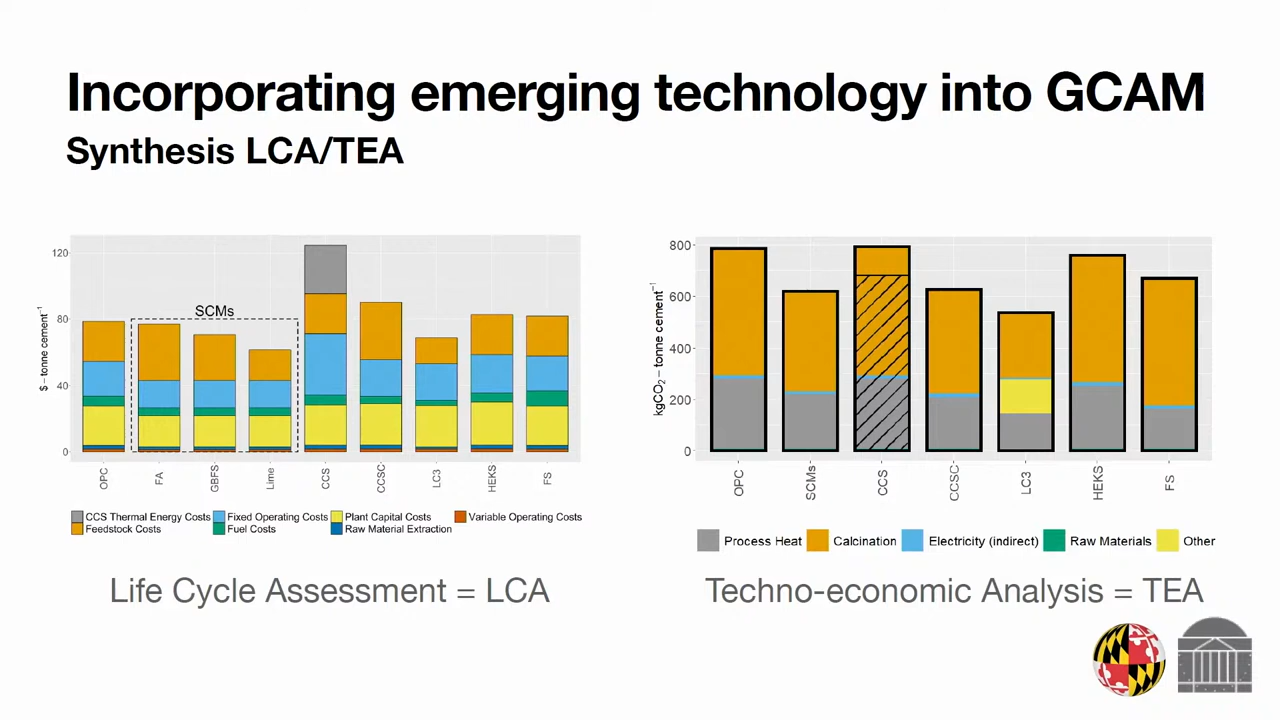 Incorporating emerging technology into GCAM
Synthesis LCA/TEA
120
80
40
0
$ – tonne cement⁻¹
SCMs
OPC
FA
GBFS
Lime
CCS
CCSC
LC3
HEKS
FS
CCS Thermal Energy Costs
Fixed Operating Costs
Plant Capital Costs
Variable Operating Costs
Feedstock Costs
Fuel Costs
Raw Material Extraction
Life Cycle Assessment = LCA
800
600
400
200
0
kgCO₂ – tonne cement⁻¹
OPC
SCMs
CCS
CCSC
LC3
HEKS
FS
Process Heat
Calcination
Electricity (indirect)
Raw Materials
Other
Techno-economic Analysis = TEA